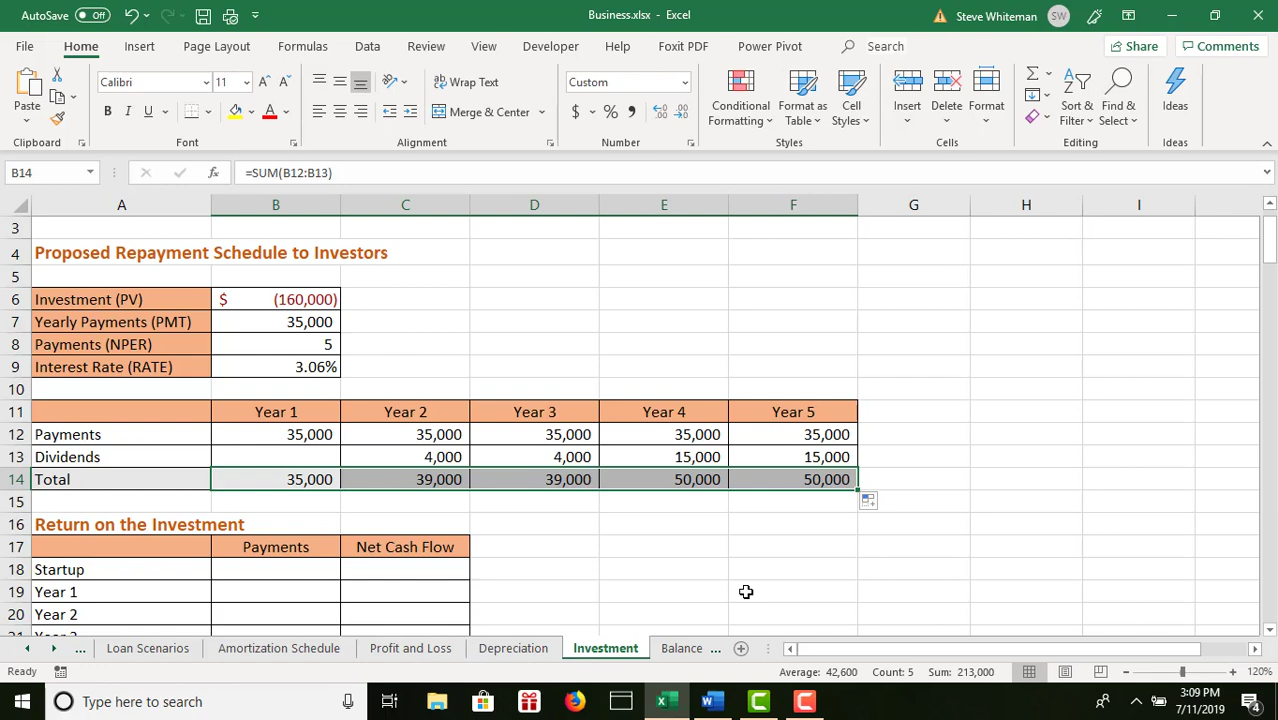 AutoSave Off Business.xlsx - Excel Steve Whiteman SW
File Home Insert Page Layout Formulas Data Review View Developer Help Foxit PDF Power Pivot Search Share Comments
Calibri 11 Wrap Text Custom
Paste B I U A Merge & Center $ % , Conditional Formatting Format as Table Cell Styles Insert Delete Format Sort & Filter Find & Select Ideas
Clipboard Font Alignment Number Styles Cells Editing Ideas
B14 fx =SUM(B12:B13)
A B C D E F G H I
3
4 Proposed Repayment Schedule to Investors
5
6 Investment (PV) $ (160,000)
7 Yearly Payments (PMT) 35,000
8 Payments (NPER) 5
9 Interest Rate (RATE) 3.06%
10
11 Year 1 Year 2 Year 3 Year 4 Year 5
12 Payments 35,000 35,000 35,000 35,000 35,000
13 Dividends 4,000 4,000 15,000 15,000
14 Total 35,000 39,000 39,000 50,000 50,000
15
16 Return on the Investment
17 Payments Net Cash Flow
18 Startup
19 Year 1
20 Year 2
21 Year 3
... Loan Scenarios Amortization Schedule Profit and Loss Depreciation Investment Balance ...
Ready Average: 42,600 Count: 5 Sum: 213,000 120%
Type here to search 3:09 PM
7/11/2019 4